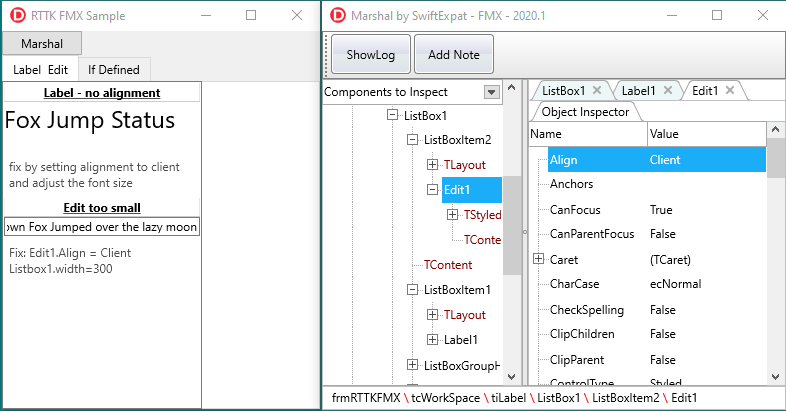 RTTK FMX Sample
Marshal
Label Edit
If Defined
Label - no alignment
Fox Jump Status
fix by setting alignment to client
and adjust the font size
Edit too small
own Fox Jumped over the lazy moon
Fix: Edit1.Align = Client
Listbox1.width=300
Marshal by SwiftExpat - FMX - 2020.1
ShowLog
Add Note
Components to Inspect
ListBox1
ListBoxItem2
TLayout
Edit1
TStyled
TConte
TContent
ListBoxItem1
TLayout
Label1
ListBoxGroupH
ListBox1
Label1
Edit1
Object Inspector
Name Value
Align Client
Anchors
CanFocus True
CanParentFocus False
Caret (TCaret)
CharCase ecNormal
CheckSpelling False
ClipChildren False
ClipParent False
ControlType Styled
frmRTTKFMX \ tcWorkSpace \ tiLabel \ ListBox1 \ ListBoxItem2 \ Edit1